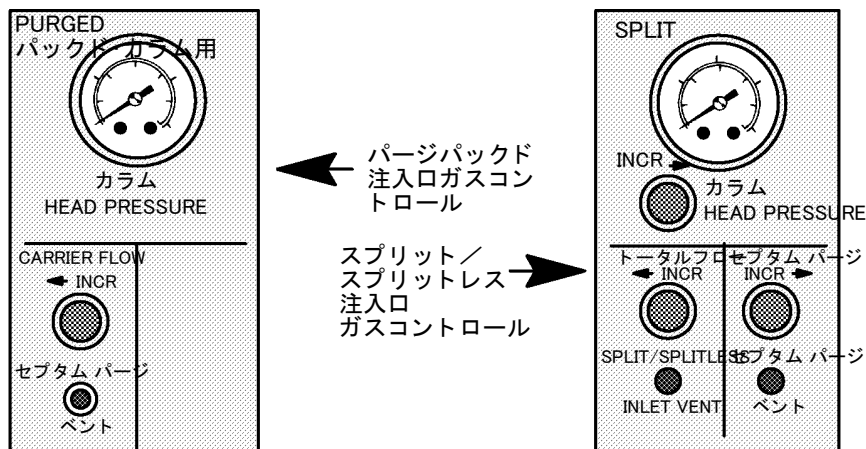 PURGED
パックド・カラム用
カラム
HEAD PRESSURE
CARRIER FLOW
INCR
セプタム パージ
ベント
パージパックド
注入口ガスコン
トロール
スプリット／
スプリットレス
注入口
ガスコントロール
SPLIT
INCR
カラム
HEAD PRESSURE
トータルフロ
INCR
SPLIT/SPLITLESS
INLET VENT
セプタム パージ
INCR
セプタム パージ
ベント